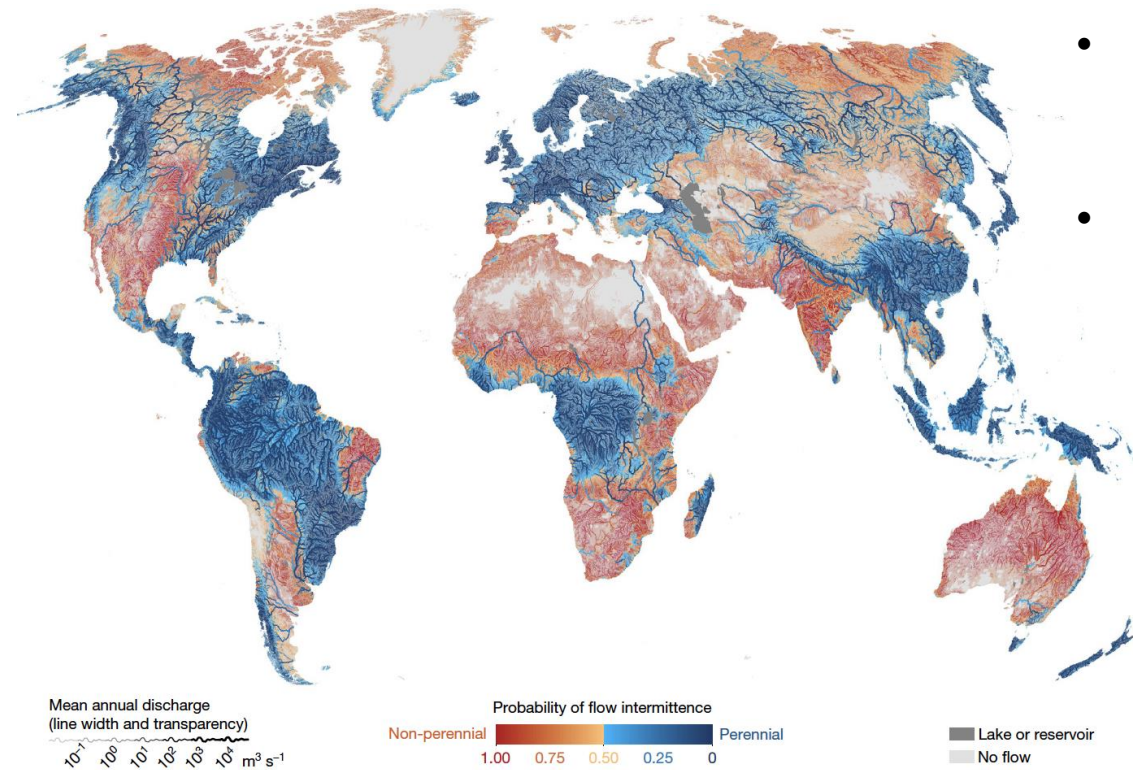 Mean annual discharge
(line width and transparency)
10⁻¹ 10⁰ 10¹ 10² 10³ 10⁴ m³ s⁻¹
Probability of flow intermittence
Non-perennial Perennial
1.00 0.75 0.50 0.25 0
Lake or reservoir
No flow